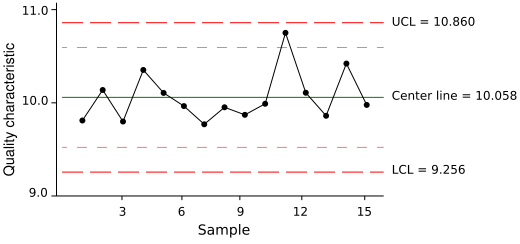 11.0
UCL = 10.860
Quality characteristic
10.0
Center line = 10.058
LCL = 9.256
9.0
3 6 9 12 15
Sample